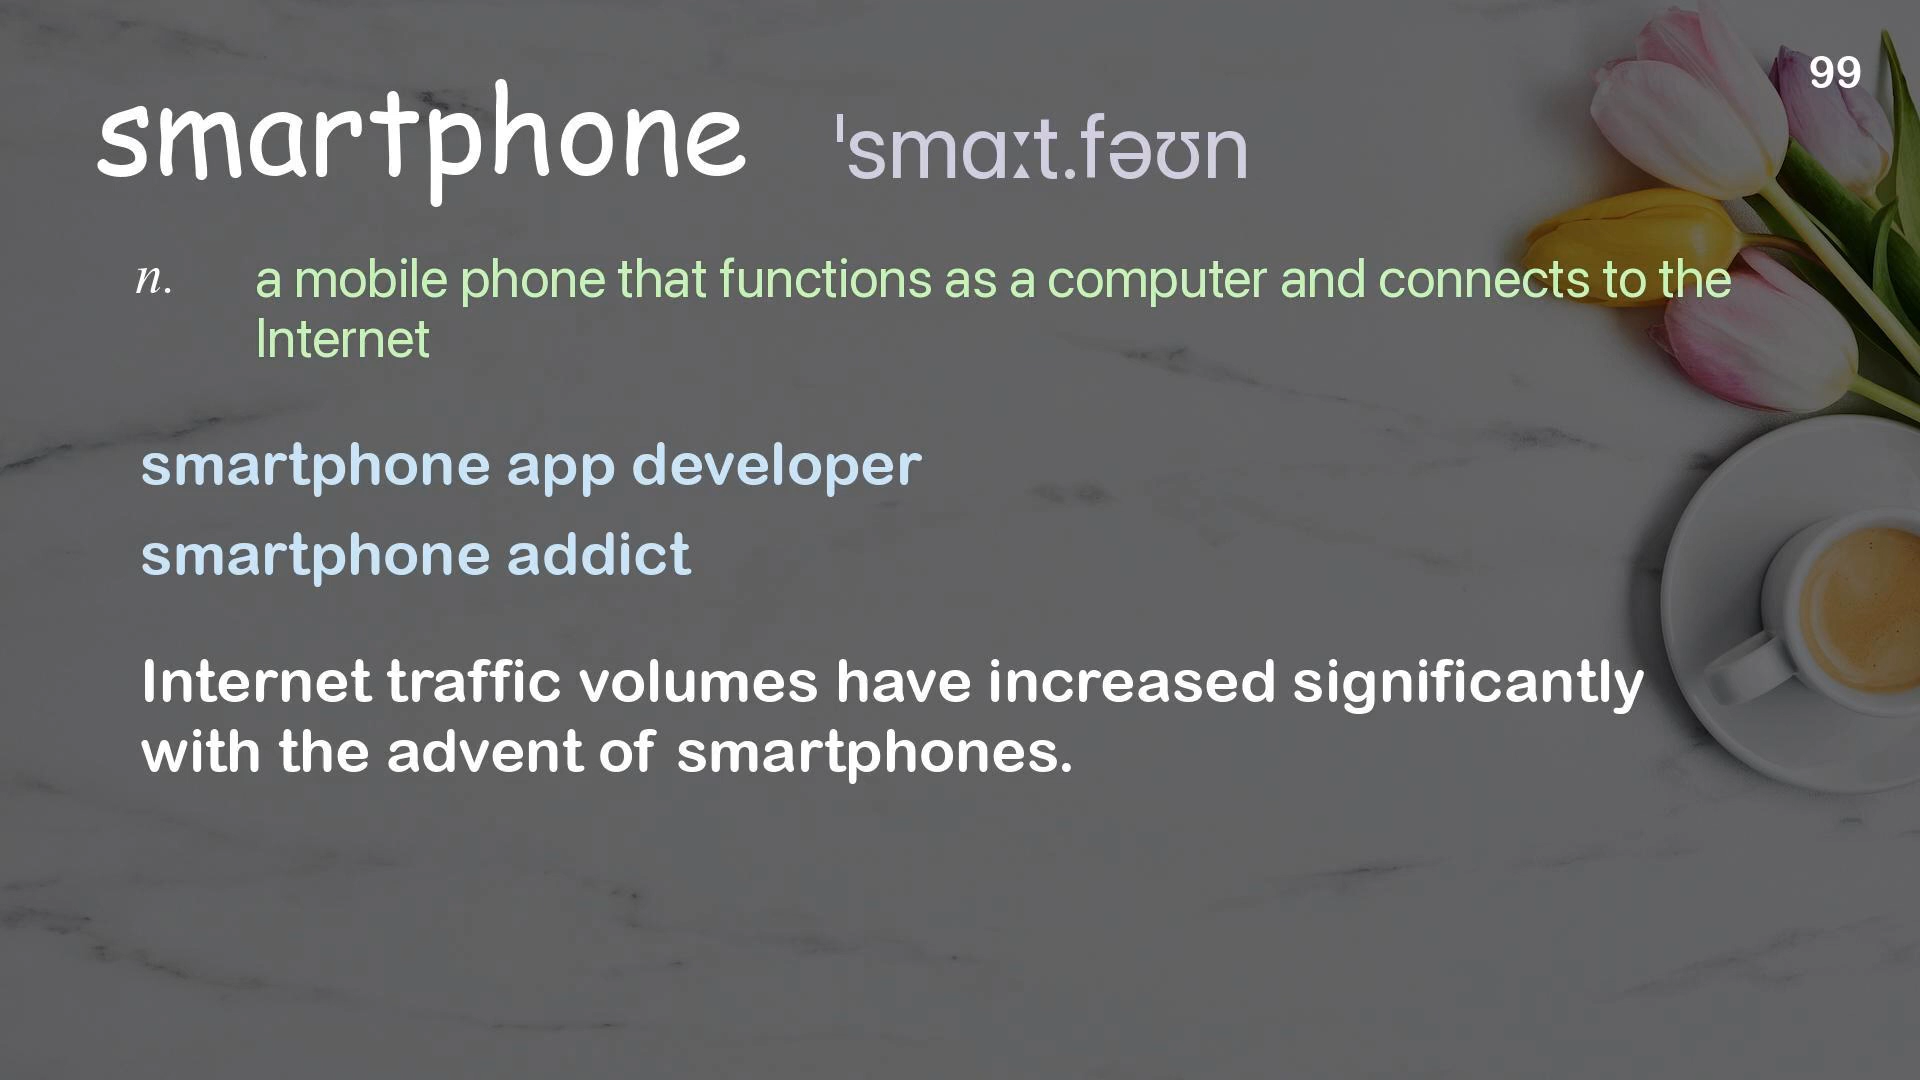 99
smartphone ˈsmɑːt.fəʊn
n. a mobile phone that functions as a computer and connects to the
Internet
smartphone app developer
smartphone addict
Internet traffic volumes have increased significantly
with the advent of smartphones.